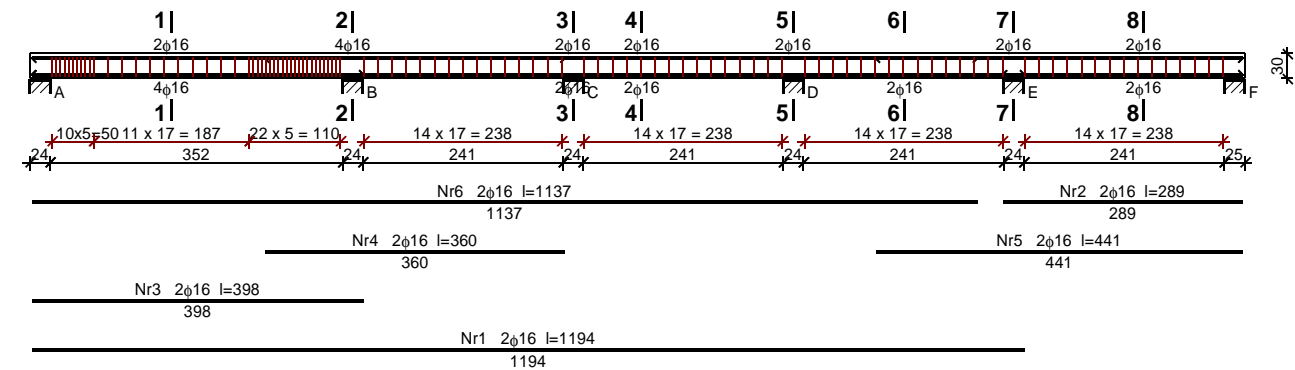 1 2 3 4 5 6 7 8
2ϕ16 4ϕ16 2ϕ16 2ϕ16 2ϕ16 2ϕ16 2ϕ16
30
A B C D E F
4ϕ16 2ϕ16 2ϕ16 2ϕ16 2ϕ16
1 2 3 4 5 6 7 8
10x5=50 11 x 17 = 187 22 x 5 = 110 14 x 17 = 238 14 x 17 = 238 14 x 17 = 238 14 x 17 = 238
24 352 24 241 24 241 24 241 24 241 25
Nr6 2ϕ16 l=1137 Nr2 2ϕ16 l=289
1137 289
Nr4 2ϕ16 l=360 Nr5 2ϕ16 l=441
360 441
Nr3 2ϕ16 l=398
398
Nr1 2ϕ16 l=1194
1194